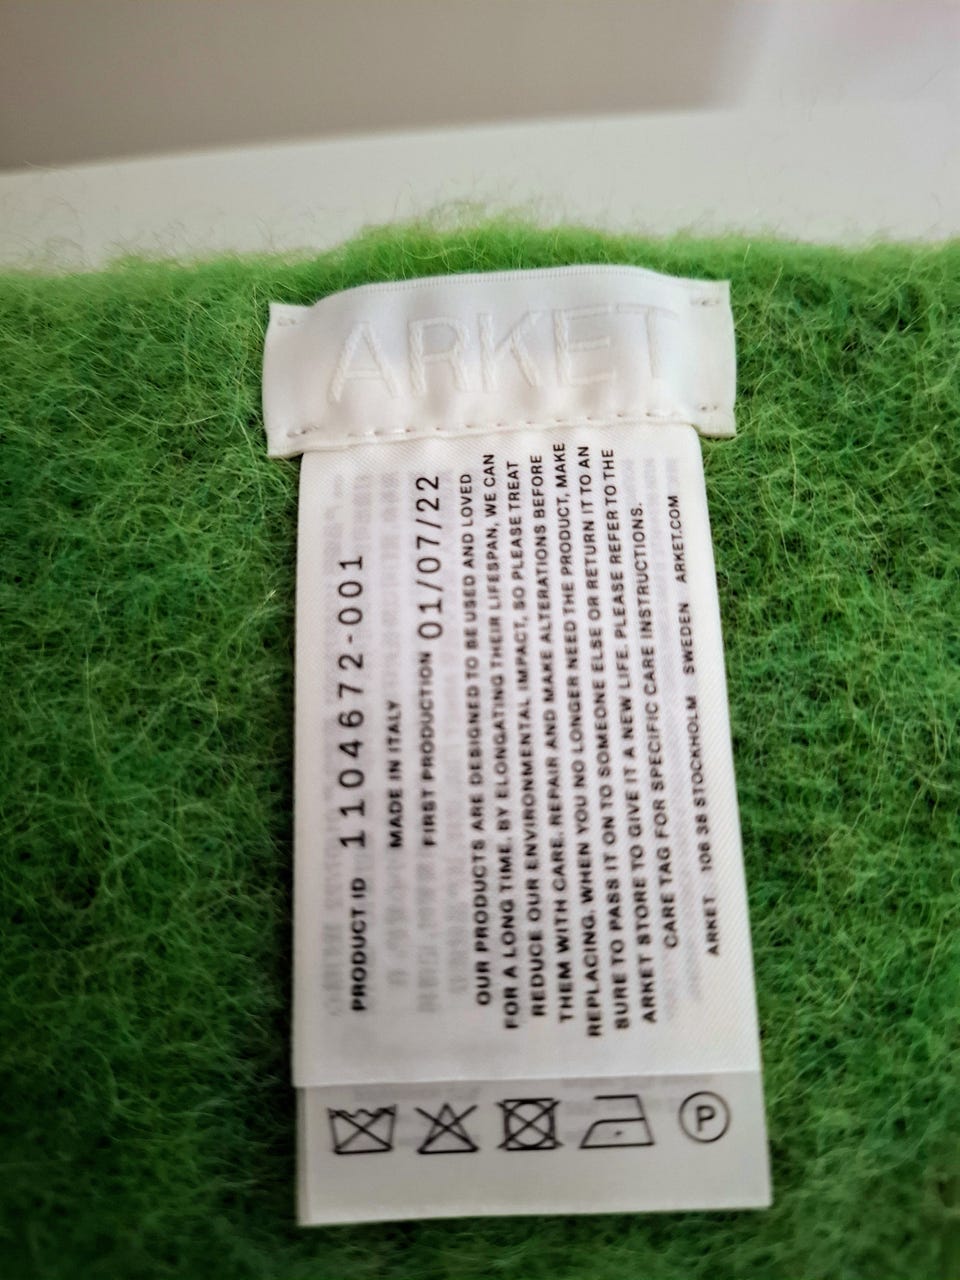 ARKET
PRODUCT ID 1104672-001
MADE IN ITALY
FIRST PRODUCTION 01/07/22
OUR PRODUCTS ARE DESIGNED TO BE USED AND LOVED
FOR A LONG TIME. BY ELONGATING THEIR LIFESPAN, WE CAN
REDUCE OUR ENVIRONMENTAL IMPACT, SO PLEASE TREAT
THEM WITH CARE. REPAIR AND MAKE ALTERATIONS BEFORE
REPLACING. WHEN YOU NO LONGER NEED THE PRODUCT, MAKE
SURE TO PASS IT ON TO SOMEONE ELSE OR RETURN IT TO AN
ARKET STORE TO GIVE IT A NEW LIFE. PLEASE REFER TO THE
CARE TAG FOR SPECIFIC CARE INSTRUCTIONS.
ARKET 106 38 STOCKHOLM SWEDEN ARKET.COM
P